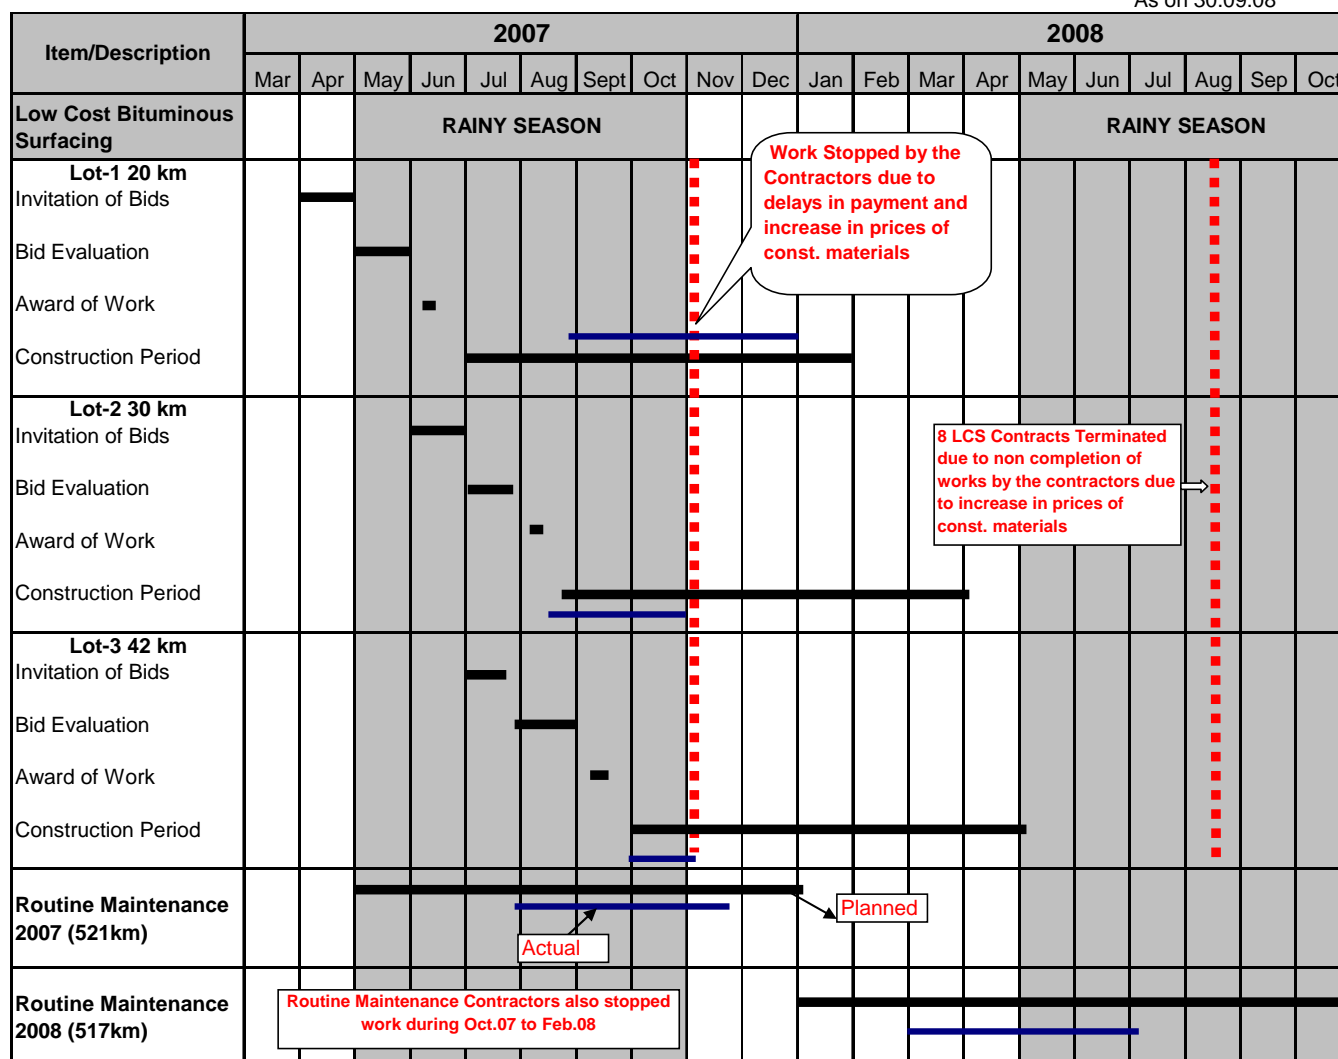 As on 30.09.08
Item/Description
2007
2008
Mar Apr May Jun Jul Aug Sept Oct Nov Dec Jan Feb Mar Apr May Jun Jul Aug Sep Oct
Low Cost Bituminous
Surfacing
RAINY SEASON
RAINY SEASON
Work Stopped by the
Contractors due to
delays in payment and
increase in prices of
const. materials
Lot-1 20 km
Invitation of Bids
Bid Evaluation
Award of Work
Construction Period
Lot-2 30 km
Invitation of Bids
Bid Evaluation
Award of Work
Construction Period
8 LCS Contracts Terminated
due to non completion of
works by the contractors due
to increase in prices of
const. materials
Lot-3 42 km
Invitation of Bids
Bid Evaluation
Award of Work
Construction Period
Routine Maintenance
2007 (521km)
Planned
Actual
Routine Maintenance
2008 (517km)
Routine Maintenance Contractors also stopped
work during Oct.07 to Feb.08